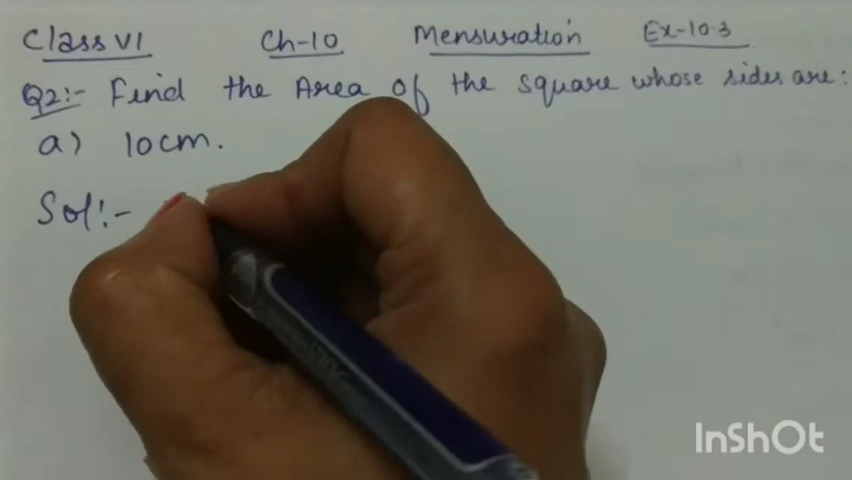 Class VI Ch-10 Mensuration Ex-10.3
Q2:- Find the Area of the square whose sides are:
a) 10cm.
Sol:-
InShOt